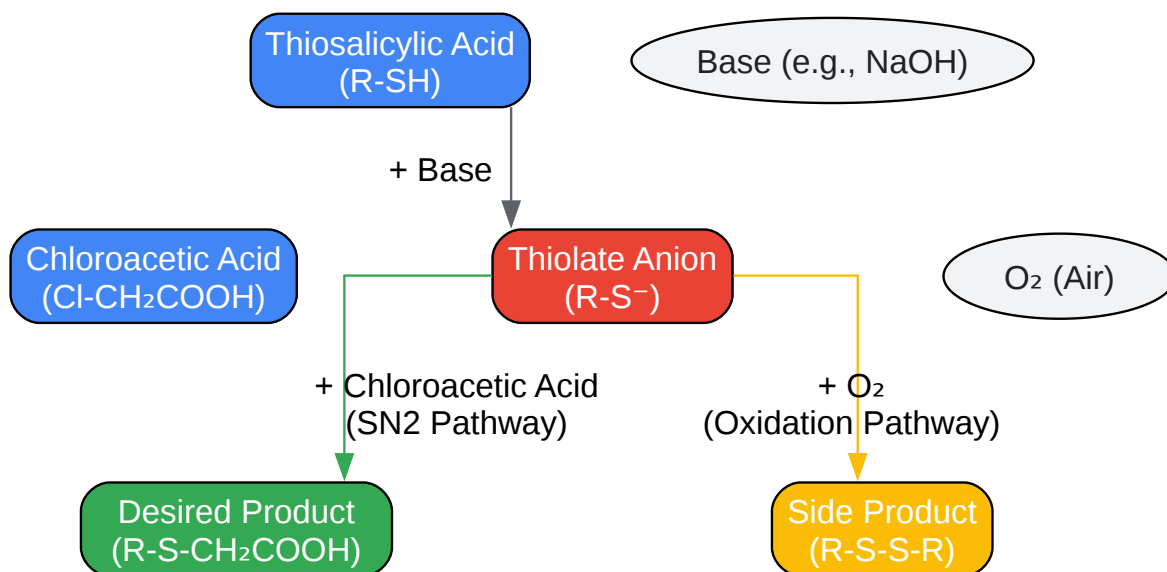 Thiosalicylic Acid
(R-SH)
Base (e.g., NaOH)
+ Base
Chloroacetic Acid
(Cl-CH₂COOH)
Thiolate Anion
(R-S⁻)
O₂ (Air)
+ Chloroacetic Acid
(SN2 Pathway)
+ O₂
(Oxidation Pathway)
Desired Product
(R-S-CH₂COOH)
Side Product
(R-S-S-R)